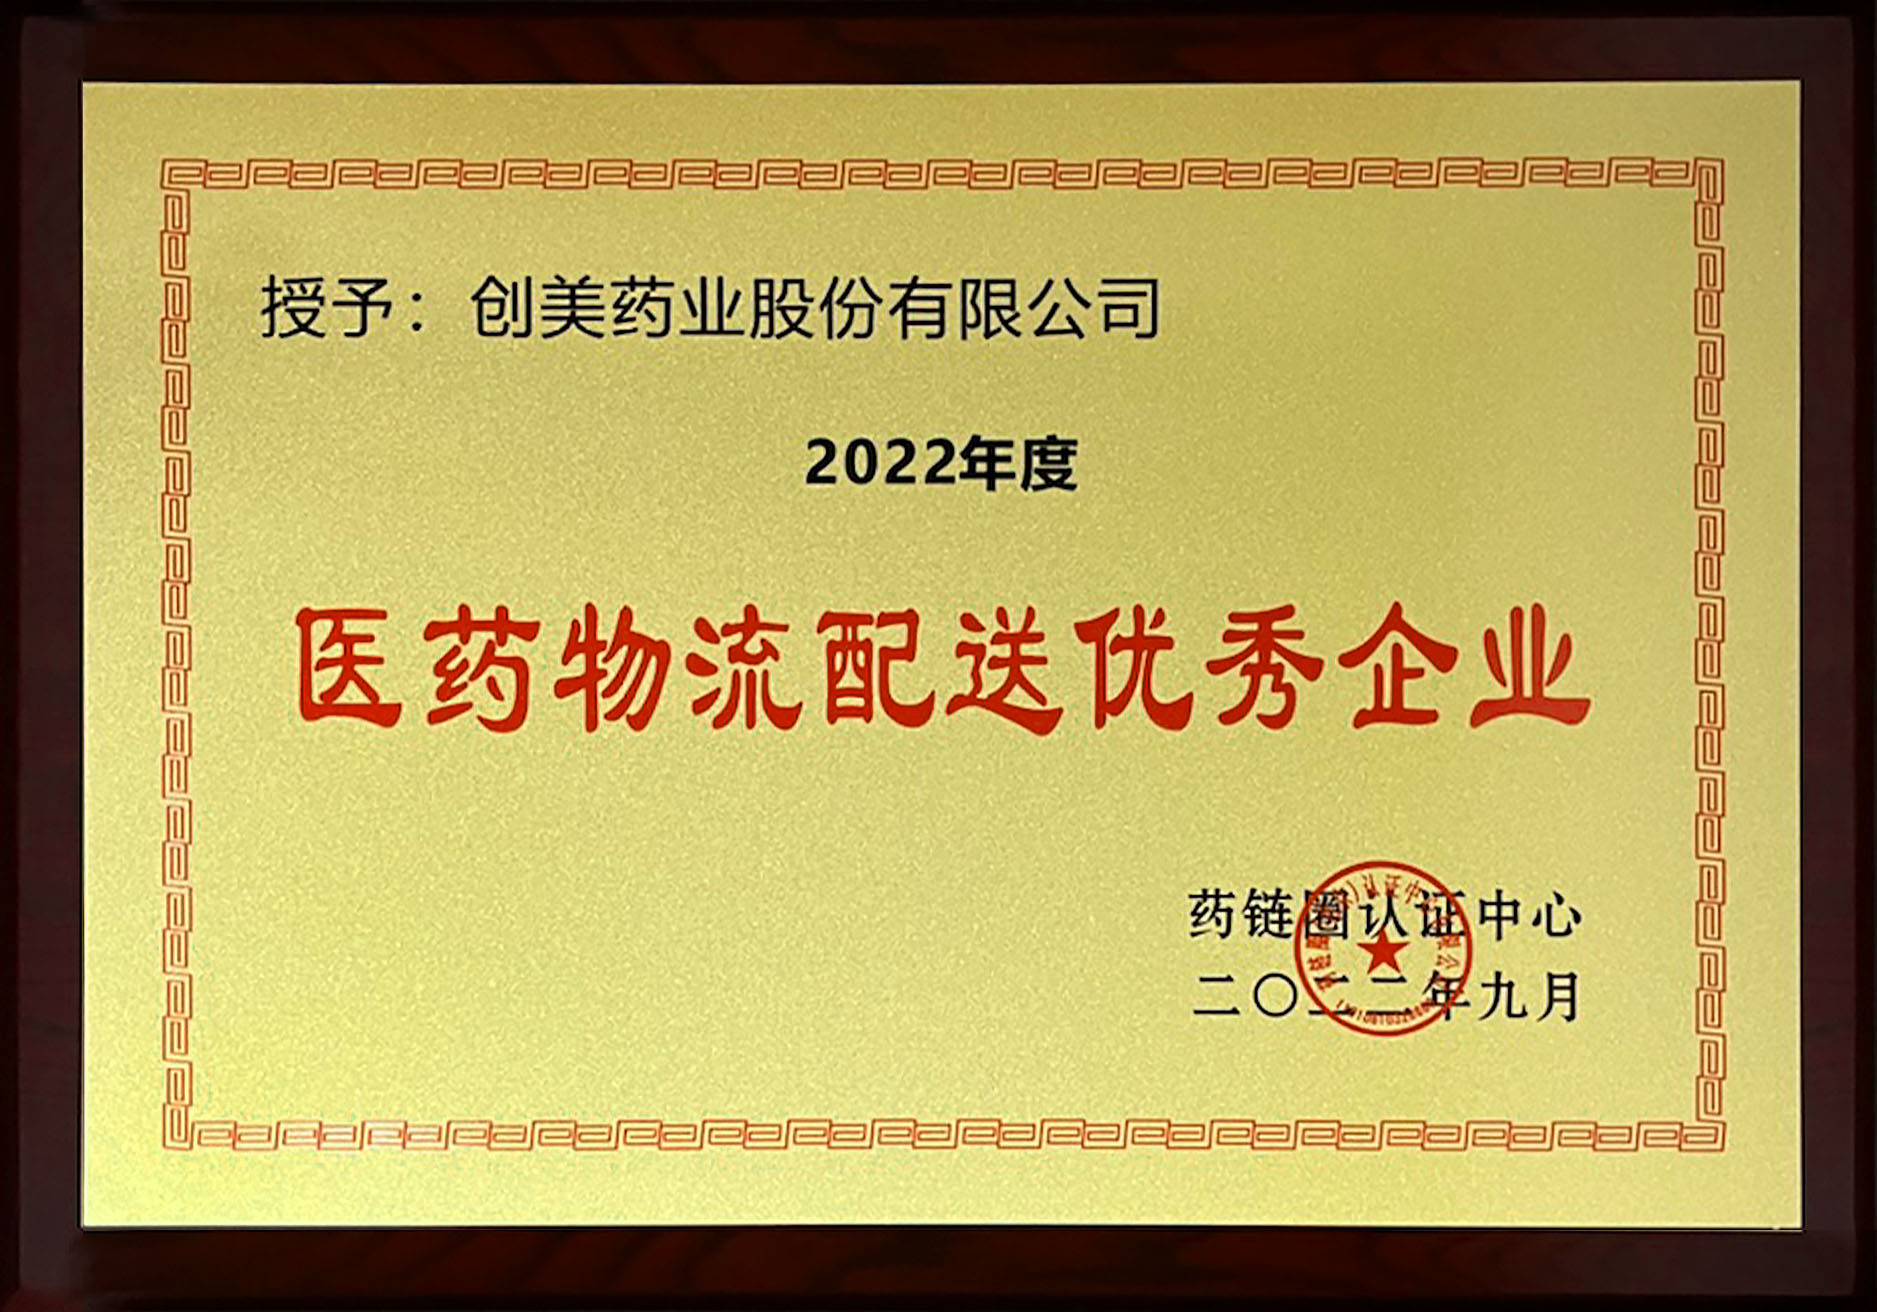 授予：创美药业股份有限公司
2022年度
医药物流配送优秀企业
药链圈认证中心
二〇二二年九月